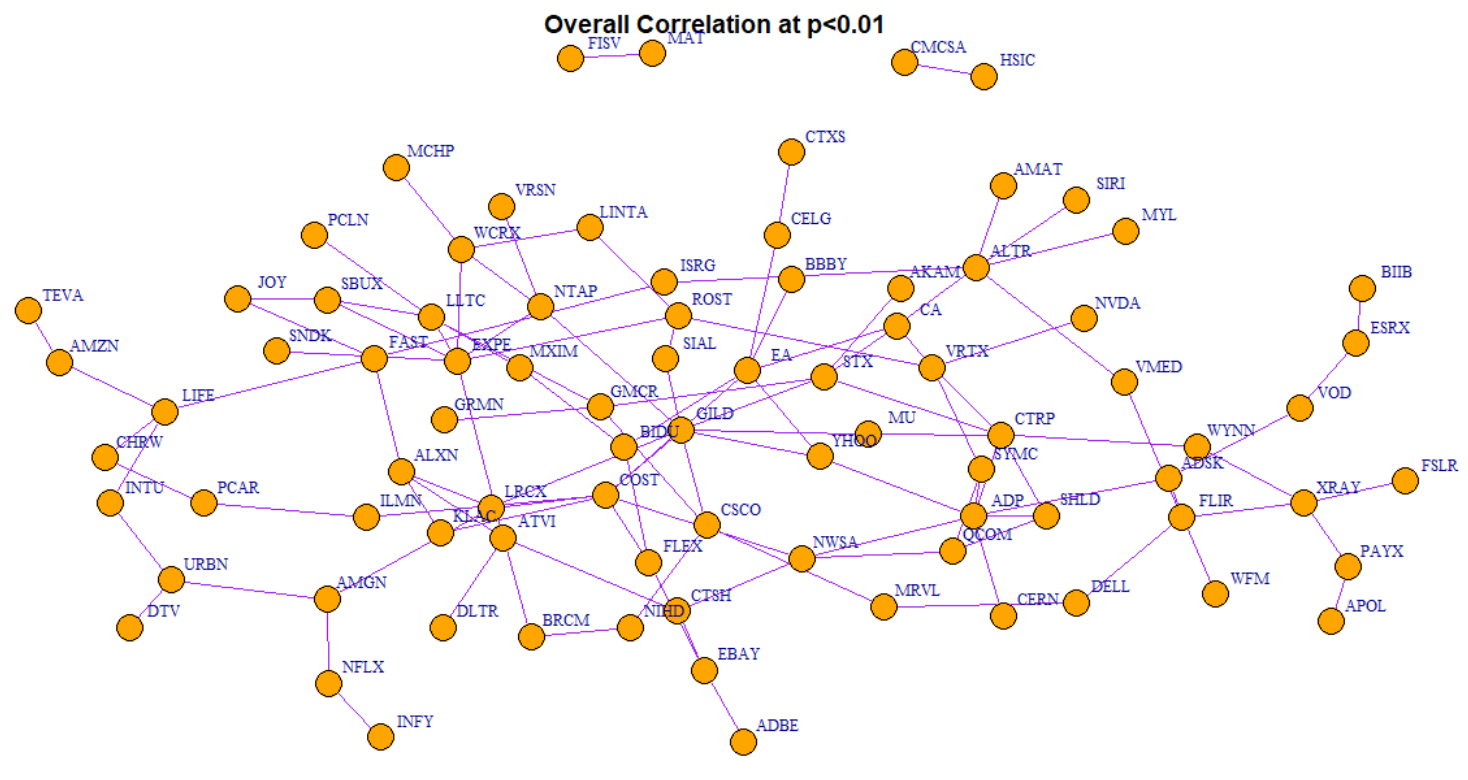 Overall Correlation at p<0.01
FISV
MAT
CMCSA
HSIC
CTXS
MCHP
AMAT
SIRI
VRSN
LINTA
PCLN
CELG
MYL
WCRX
ALTR
ISRG
BBBY
AKAM
BIIB
JOY
SBUX
TEVA
LLTC
NTAP
ROST
CA
NVDA
SNDK
FAST
EXPE
MXIM
SIAL
EA
STX
VRTX
ESRX
AMZN
VMED
LIFE
GRMN
GMCR
GILD
MU
CTRP
VOD
CHRW
BIDU
YHOO
SYMC
WYNN
ALXN
ADSK
FSLR
INTU
PCAR
ILMN
LRCX
COST
KLAC
ATVI
CSCO
ADP
SHLD
FLIR
XRAY
QCOM
FLEX
NWSA
URBN
AMGN
PAYX
WFM
DELL
MRVL
CERN
APOL
DTV
DLTR
BRCM
NIHD
CTSH
EBAY
NFLX
INFY
ADBE